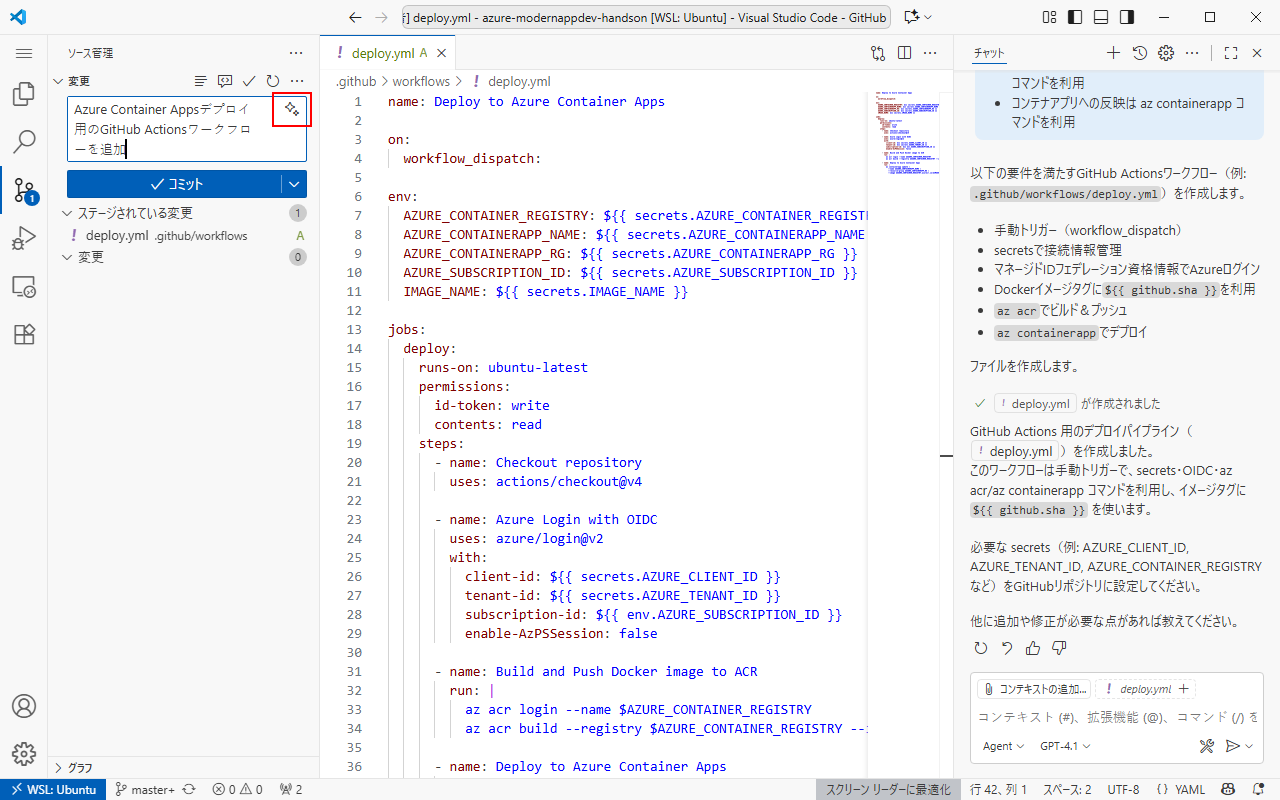 f] deploy.yml - azure-modernappdev-handson [WSL: Ubuntu] - Visual Studio Code - GitHub
ソース管理
変更
Azure Container Appsデプロイ
用のGitHub Actionsワークフロ
ーを追加
コミット
ステージされている変更 1
deploy.yml .github/workflows A
変更 0
1
グラフ
! deploy.yml A
.github > workflows > ! deploy.yml
1 name: Deploy to Azure Container Apps
2
3 on:
4 workflow_dispatch:
5
6 env:
7 AZURE_CONTAINER_REGISTRY: ${{ secrets.AZURE_CONTAINER_REGIST
8 AZURE_CONTAINERAPP_NAME: ${{ secrets.AZURE_CONTAINERAPP_NAME
9 AZURE_CONTAINERAPP_RG: ${{ secrets.AZURE_CONTAINERAPP_RG }}
10 AZURE_SUBSCRIPTION_ID: ${{ secrets.AZURE_SUBSCRIPTION_ID }}
11 IMAGE_NAME: ${{ secrets.IMAGE_NAME }}
12
13 jobs:
14 deploy:
15 runs-on: ubuntu-latest
16 permissions:
17 id-token: write
18 contents: read
19 steps:
20 - name: Checkout repository
21 uses: actions/checkout@v4
22
23 - name: Azure Login with OIDC
24 uses: azure/login@v2
25 with:
26 client-id: ${{ secrets.AZURE_CLIENT_ID }}
27 tenant-id: ${{ secrets.AZURE_TENANT_ID }}
28 subscription-id: ${{ env.AZURE_SUBSCRIPTION_ID }}
29 enable-AzPSSession: false
30
31 - name: Build and Push Docker image to ACR
32 run: |
33 az acr login --name $AZURE_CONTAINER_REGISTRY
34 az acr build --registry $AZURE_CONTAINER_REGISTRY --i
35
36 - name: Deploy to Azure Container Apps
チャット
コマンドを利用
• コンテナアプリへの反映は az containerapp コ
マンドを利用
以下の要件を満たすGitHub Actionsワークフロー（例:
.github/workflows/deploy.yml）を作成します。
• 手動トリガー（workflow_dispatch）
• secretsで接続情報管理
• マネージドIDフェデレーション資格情報でAzureログイン
• Dockerイメージタグに${{ github.sha }}を利用
• az acrでビルド＆プッシュ
• az containerappでデプロイ
ファイルを作成します。
! deploy.yml が作成されました
GitHub Actions 用のデプロイパイプライン（
! deploy.yml）を作成しました。
このワークフローは手動トリガーで、secrets・OIDC・az
acr/az containerapp コマンドを利用し、イメージタグに
${{ github.sha }} を使います。
必要な secrets（例: AZURE_CLIENT_ID,
AZURE_TENANT_ID, AZURE_CONTAINER_REGISTRY
など）をGitHubリポジトリに設定してください。
他に追加や修正が必要な点があれば教えてください。
コンテキストの追加... ! deploy.yml +
コンテキスト (#)、拡張機能 (@)、コマンド (/) を
Agent GPT-4.1
WSL: Ubuntu master+ 0 0 2 スクリーン リーダーに最適化 行 42、列 1 スペース: 2 UTF-8 {} YAML